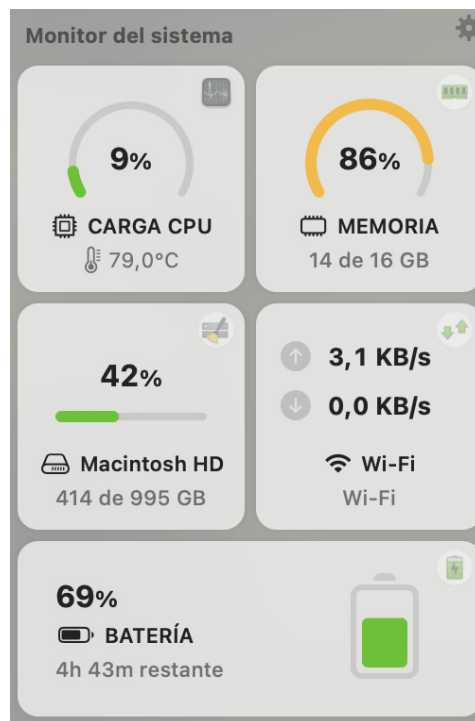 Monitor del sistema
9%
CARGA CPU
79,0°C
86%
MEMORIA
14 de 16 GB
42%
Macintosh HD
414 de 995 GB
3,1 KB/s
0,0 KB/s
Wi-Fi
Wi-Fi
69%
BATERÍA
4h 43m restante